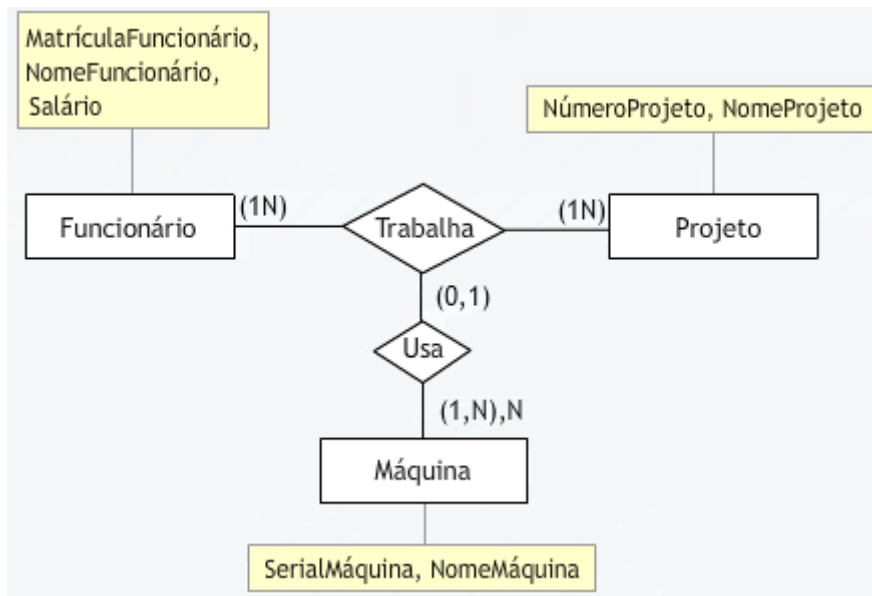 MatrículaFuncionário,
NomeFuncionário,
Salário
NúmeroProjeto, NomeProjeto
Funcionário
(1N)
Trabalha
(1N)
Projeto
(0,1)
Usa
(1,N),N
Máquina
SerialMáquina, NomeMáquina